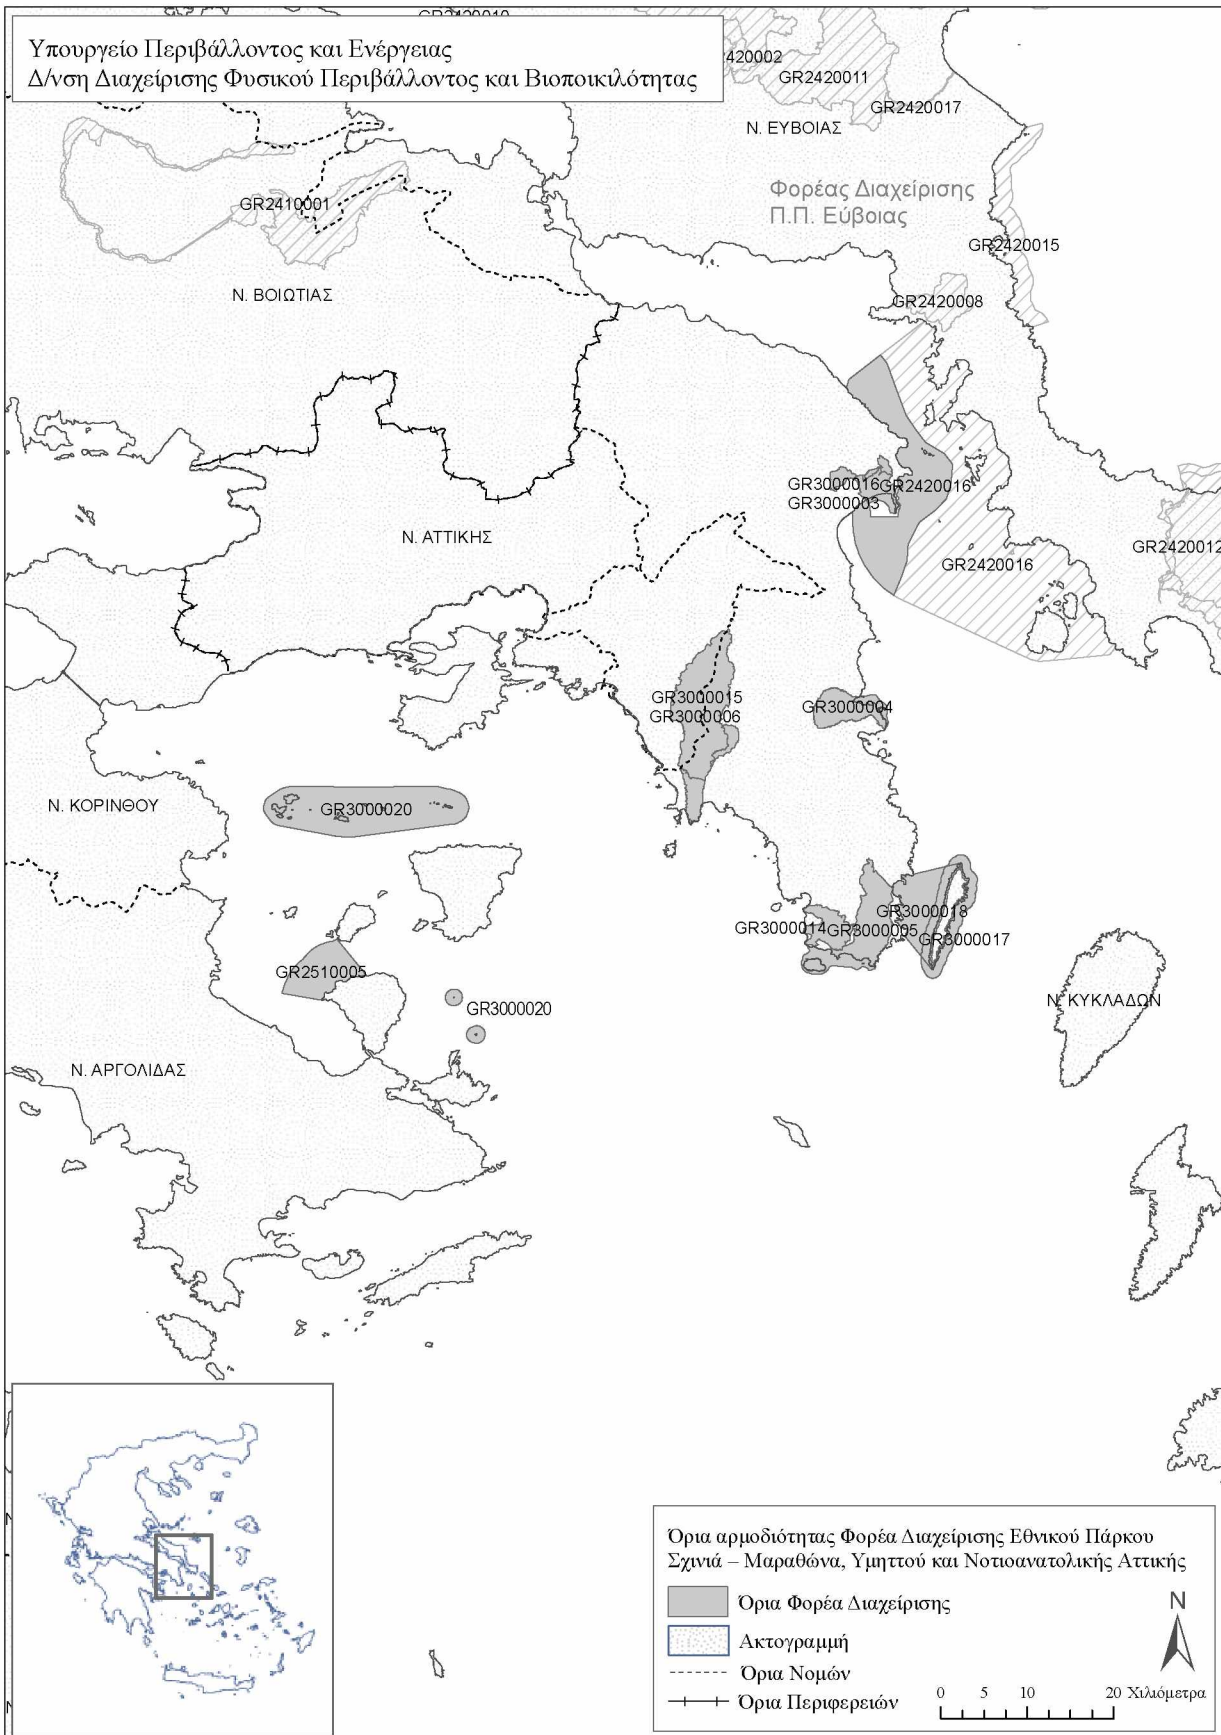 Υπουργείο Περιβάλλοντος και Ενέργειας
Δ/νση Διαχείρισης Φυσικού Περιβάλλοντος και Βιοποικιλότητας
GR2420011
GR2420017
Ν. ΕΥΒΟΙΑΣ
Φορέας Διαχείρισης
Π.Π. Εύβοιας
GR2410001
GR2420015
Ν. ΒΟΙΩΤΙΑΣ
GR2420008
GR3000016
GR2420016
GR3000003
Ν. ΑΤΤΙΚΗΣ
GR2420012
GR2420016
GR3000015
GR3000006
GR3000004
Ν. ΚΟΡΙΝΘΟΥ
GR3000020
GR3000018
GR3000014
GR3000005
GR3000017
GR2510005
GR3000020
Ν. ΚΥΚΛΑΔΩΝ
Ν. ΑΡΓΟΛΙΔΑΣ
Όρια αρμοδιότητας Φορέα Διαχείρισης Εθνικού Πάρκου
Σχινιά – Μαραθώνα, Υμηττού και Νοτιοανατολικής Αττικής
Όρια Φορέα Διαχείρισης
Ακτογραμμή
Όρια Νομών
Όρια Περιφερειών
N
0 5 10 20 Χιλιόμετρα